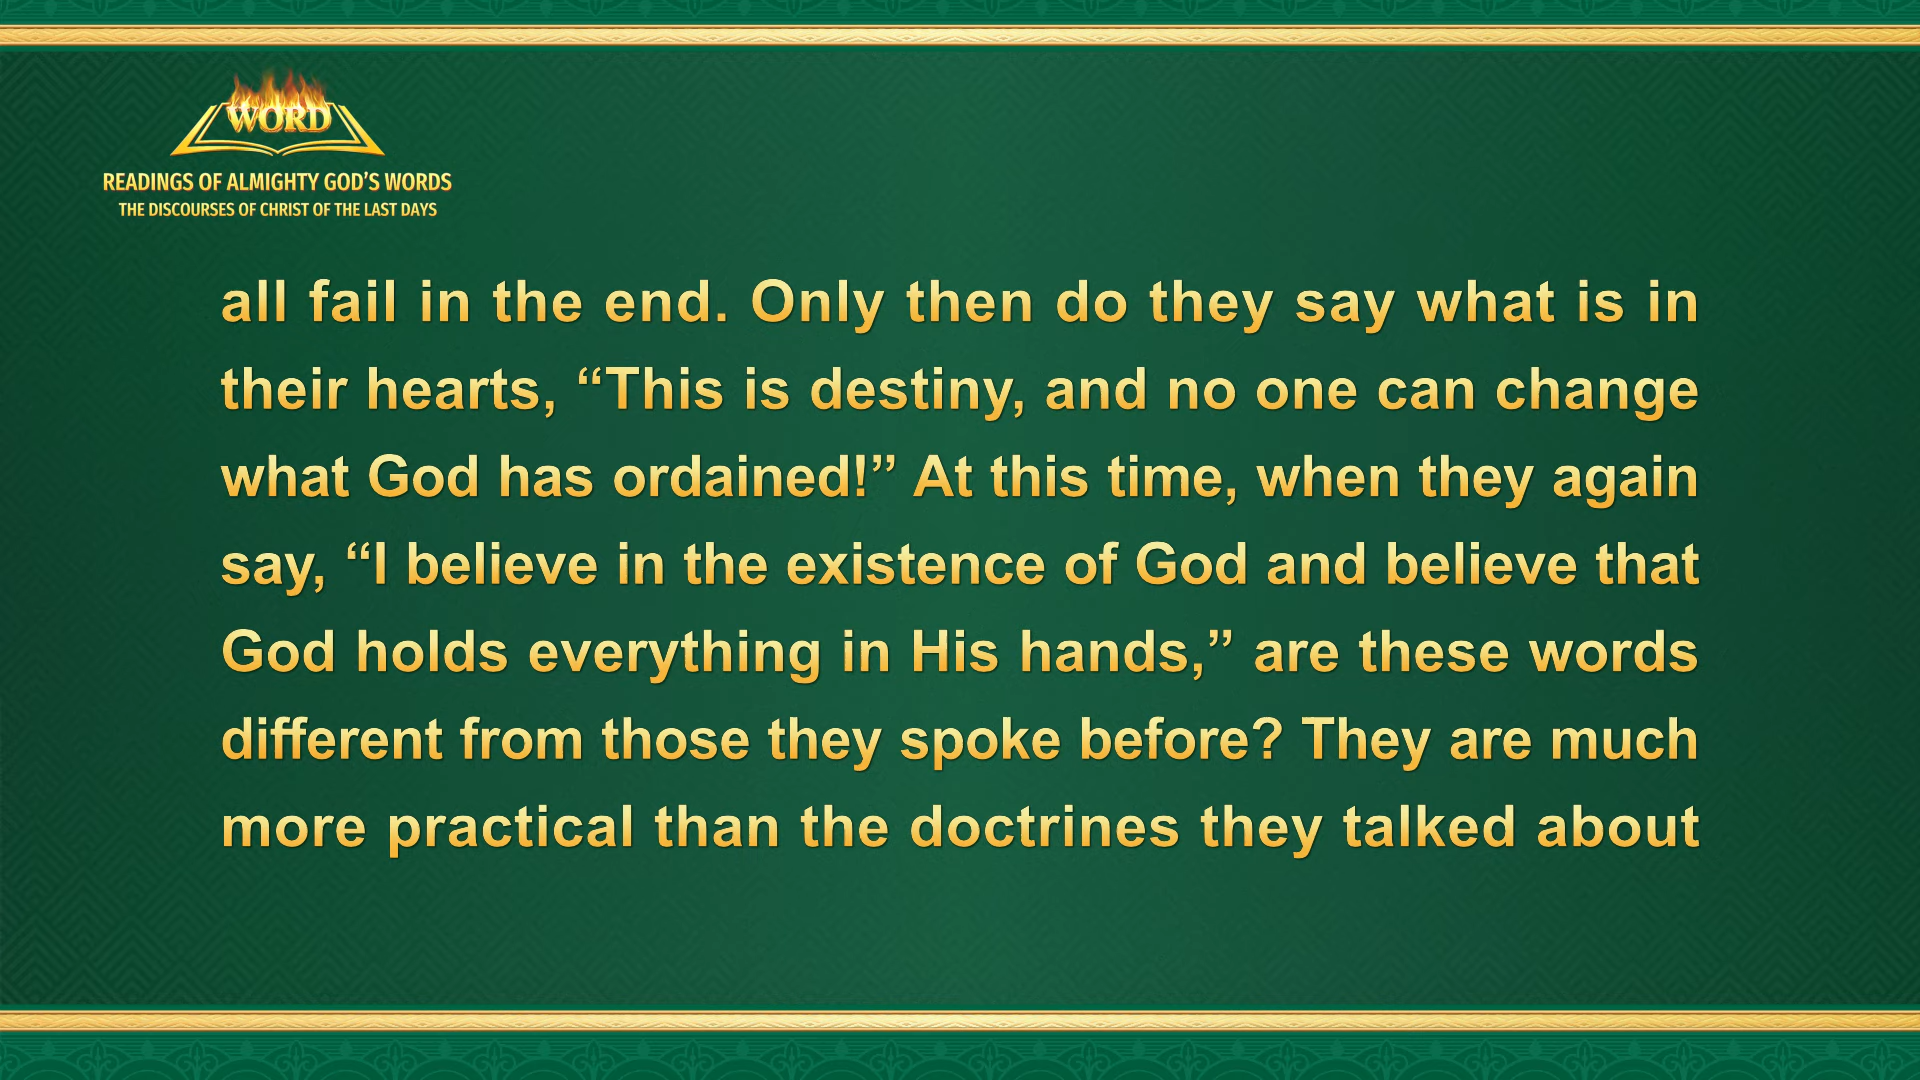 WORD
READINGS OF ALMIGHTY GOD'S WORDS
THE DISCOURSES OF CHRIST OF THE LAST DAYS
all fail in the end. Only then do they say what is in
their hearts, “This is destiny, and no one can change
what God has ordained!” At this time, when they again
say, “I believe in the existence of God and believe that
God holds everything in His hands,” are these words
different from those they spoke before? They are much
more practical than the doctrines they talked about